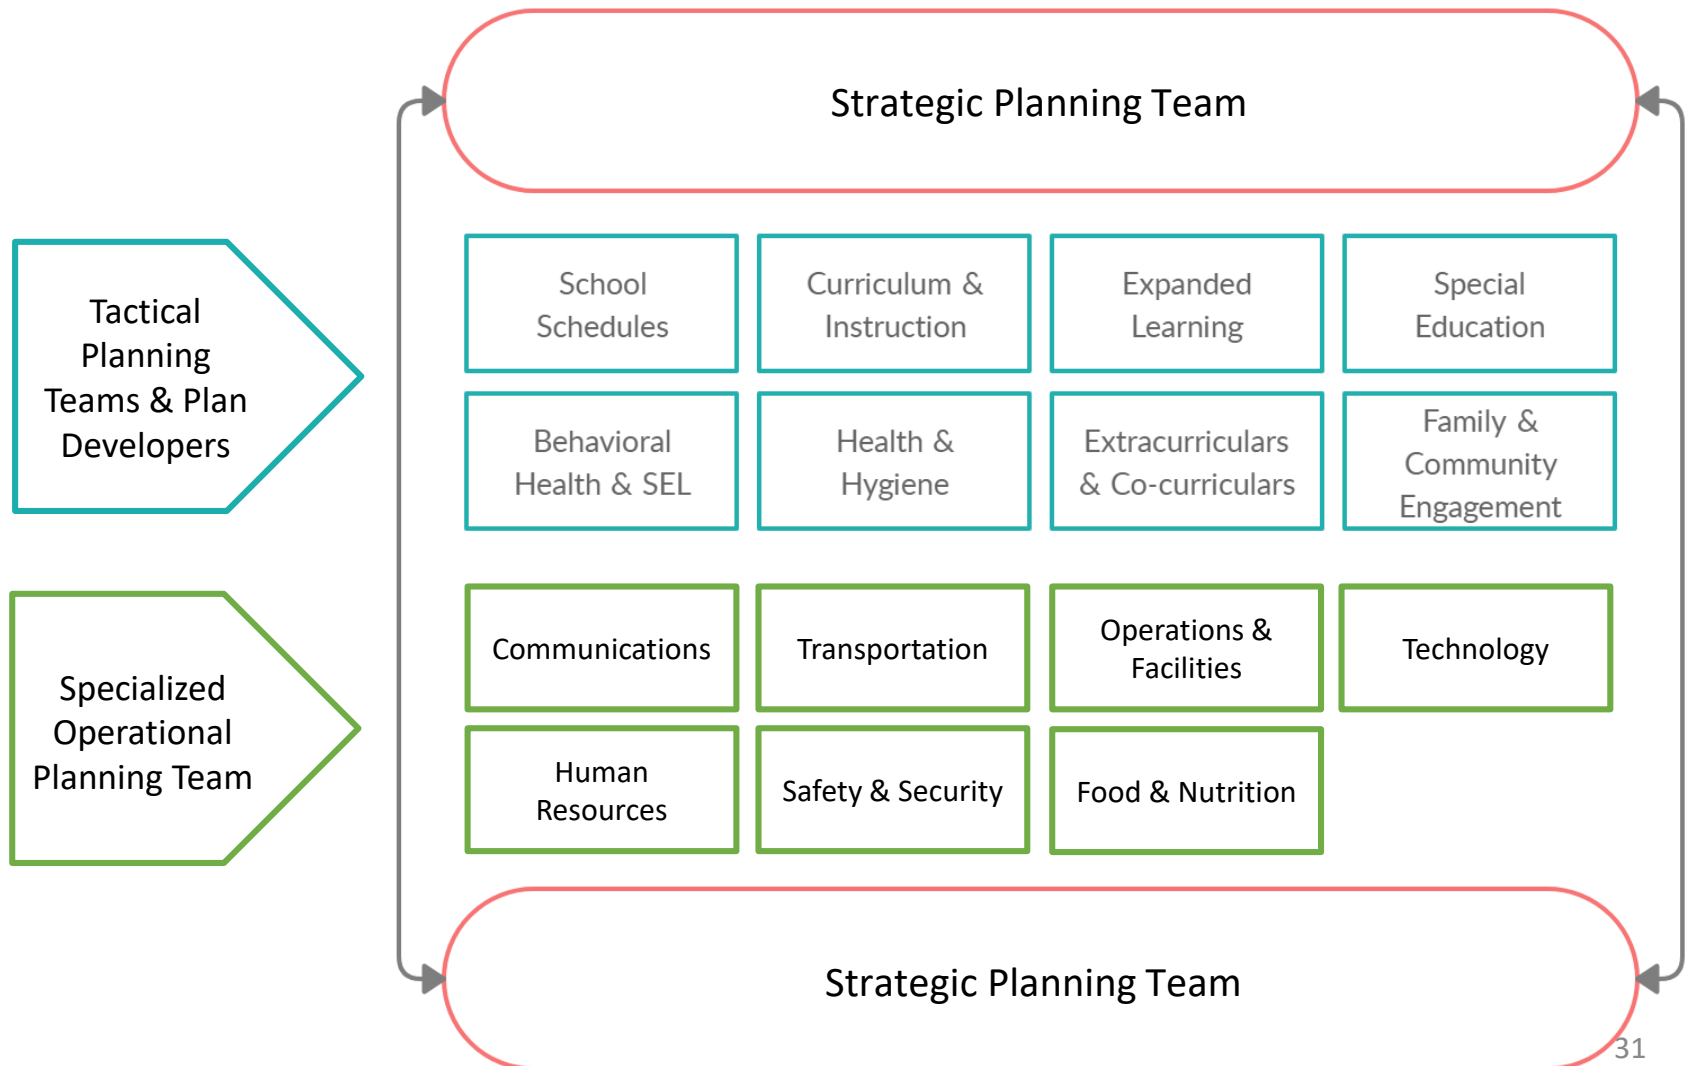 Strategic Planning Team
Tactical
Planning
Teams & Plan
Developers
School
Schedules
Curriculum &
Instruction
Expanded
Learning
Special
Education
Behavioral
Health & SEL
Health &
Hygiene
Extracurriculars
& Co-curriculars
Family &
Community
Engagement
Specialized
Operational
Planning Team
Communications
Transportation
Operations &
Facilities
Technology
Human
Resources
Safety & Security
Food & Nutrition
Strategic Planning Team
31